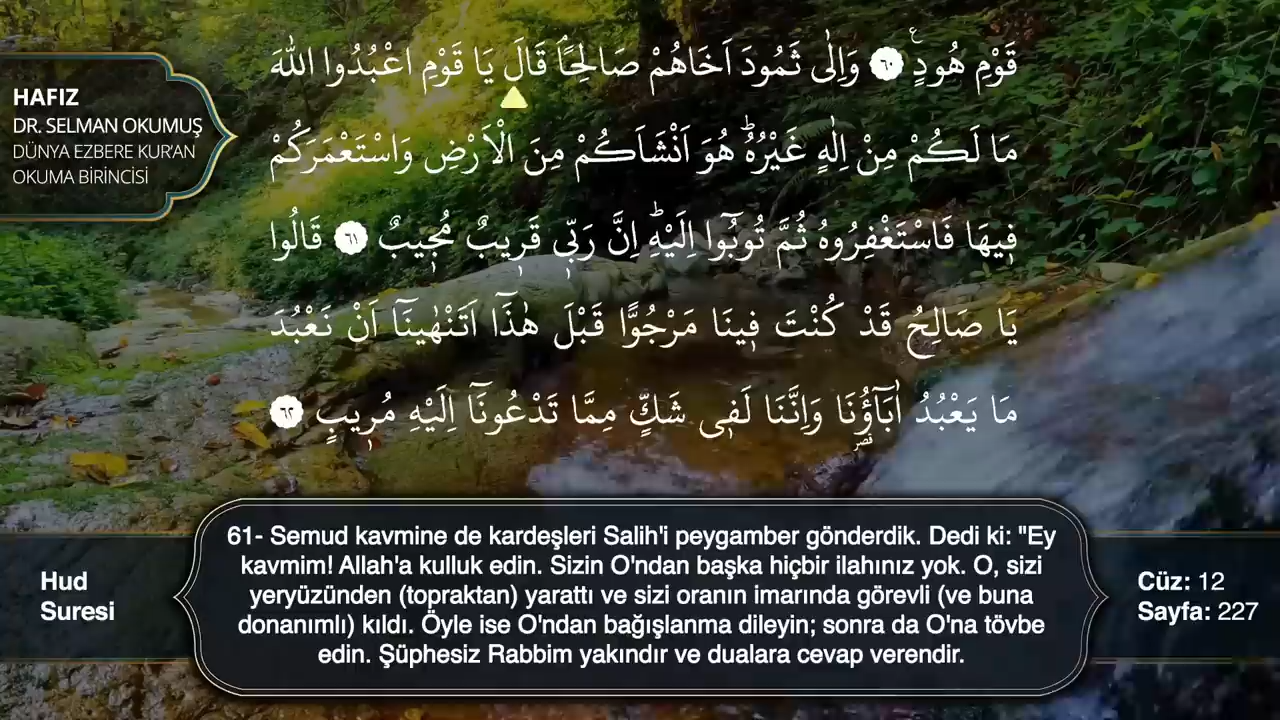 قَوْمِ هُودٍ ۟ ﴿٦٠﴾ وَاِلٰى ثَمُودَ اَخَاهُمْ صَالِحًاۢ قَالَ يَا قَوْمِ اعْبُدُوا اللّٰهَ
مَا لَكُمْ مِنْ اِلٰهٍ غَيْرُهُۜ هُوَ اَنْشَاَكُمْ مِنَ الْاَرْضِ وَاسْتَعْمَرَكُمْ
ف۪يهَا فَاسْتَغْفِرُوهُ ثُمَّ تُوبُٓوا اِلَيْهِۜ اِنَّ رَبّ۪ي قَر۪يبٌ مُج۪يبٌ ﴿٦١﴾ قَالُوا
يَا صَالِحُ قَدْ كُنْتَ ف۪ينَا مَرْجُوًّا قَبْلَ هٰذَٓا اَتَنْهٰينَٓا اَنْ نَعْبُدَ
مَا يَعْبُدُ اٰبَٓاؤُ۬نَا وَاِنَّنَا لَف۪ي شَكٍّ مِمَّا تَدْعُونَٓا اِلَيْهِ مُر۪يبٍ ﴿٦٢﴾
HAFIZ
DR. SELMAN OKUMUŞ
DÜNYA EZBERE KUR'AN
OKUMA BİRİNCİSİ
61- Semud kavmine de kardeşleri Salih'i peygamber gönderdik. Dedi ki: "Ey
kavmim! Allah'a kulluk edin. Sizin O'ndan başka hiçbir ilahınız yok. O, sizi
yeryüzünden (topraktan) yarattı ve sizi oranın imarında görevli (ve buna
donanımlı) kıldı. Öyle ise O'ndan bağışlanma dileyin; sonra da O'na tövbe
edin. Şüphesiz Rabbim yakındır ve dualara cevap verendir.
Hud
Suresi
Cüz: 12
Sayfa: 227